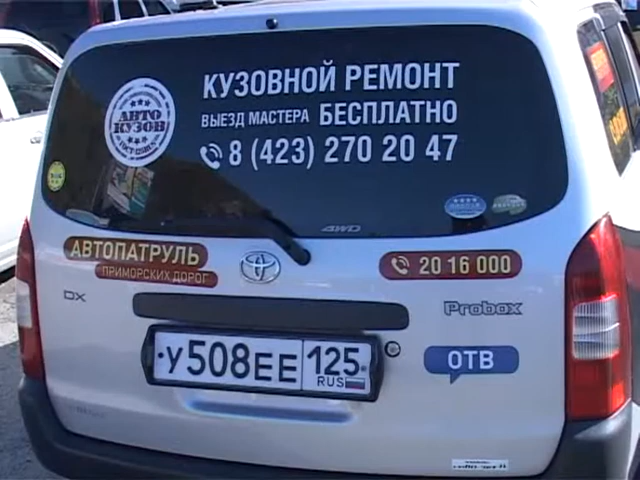 КУЗОВНОЙ РЕМОНТ
ВЫЕЗД МАСТЕРА БЕСПЛАТНО
8 (423) 270 20 47
АВТО
КУЗОВ
4WD
АВТОПАТРУЛЬ
ПРИМОРСКИХ ДОРОГ
20 16 000
DX
Probox
У508ЕЕ 125
RUS
ОТВ